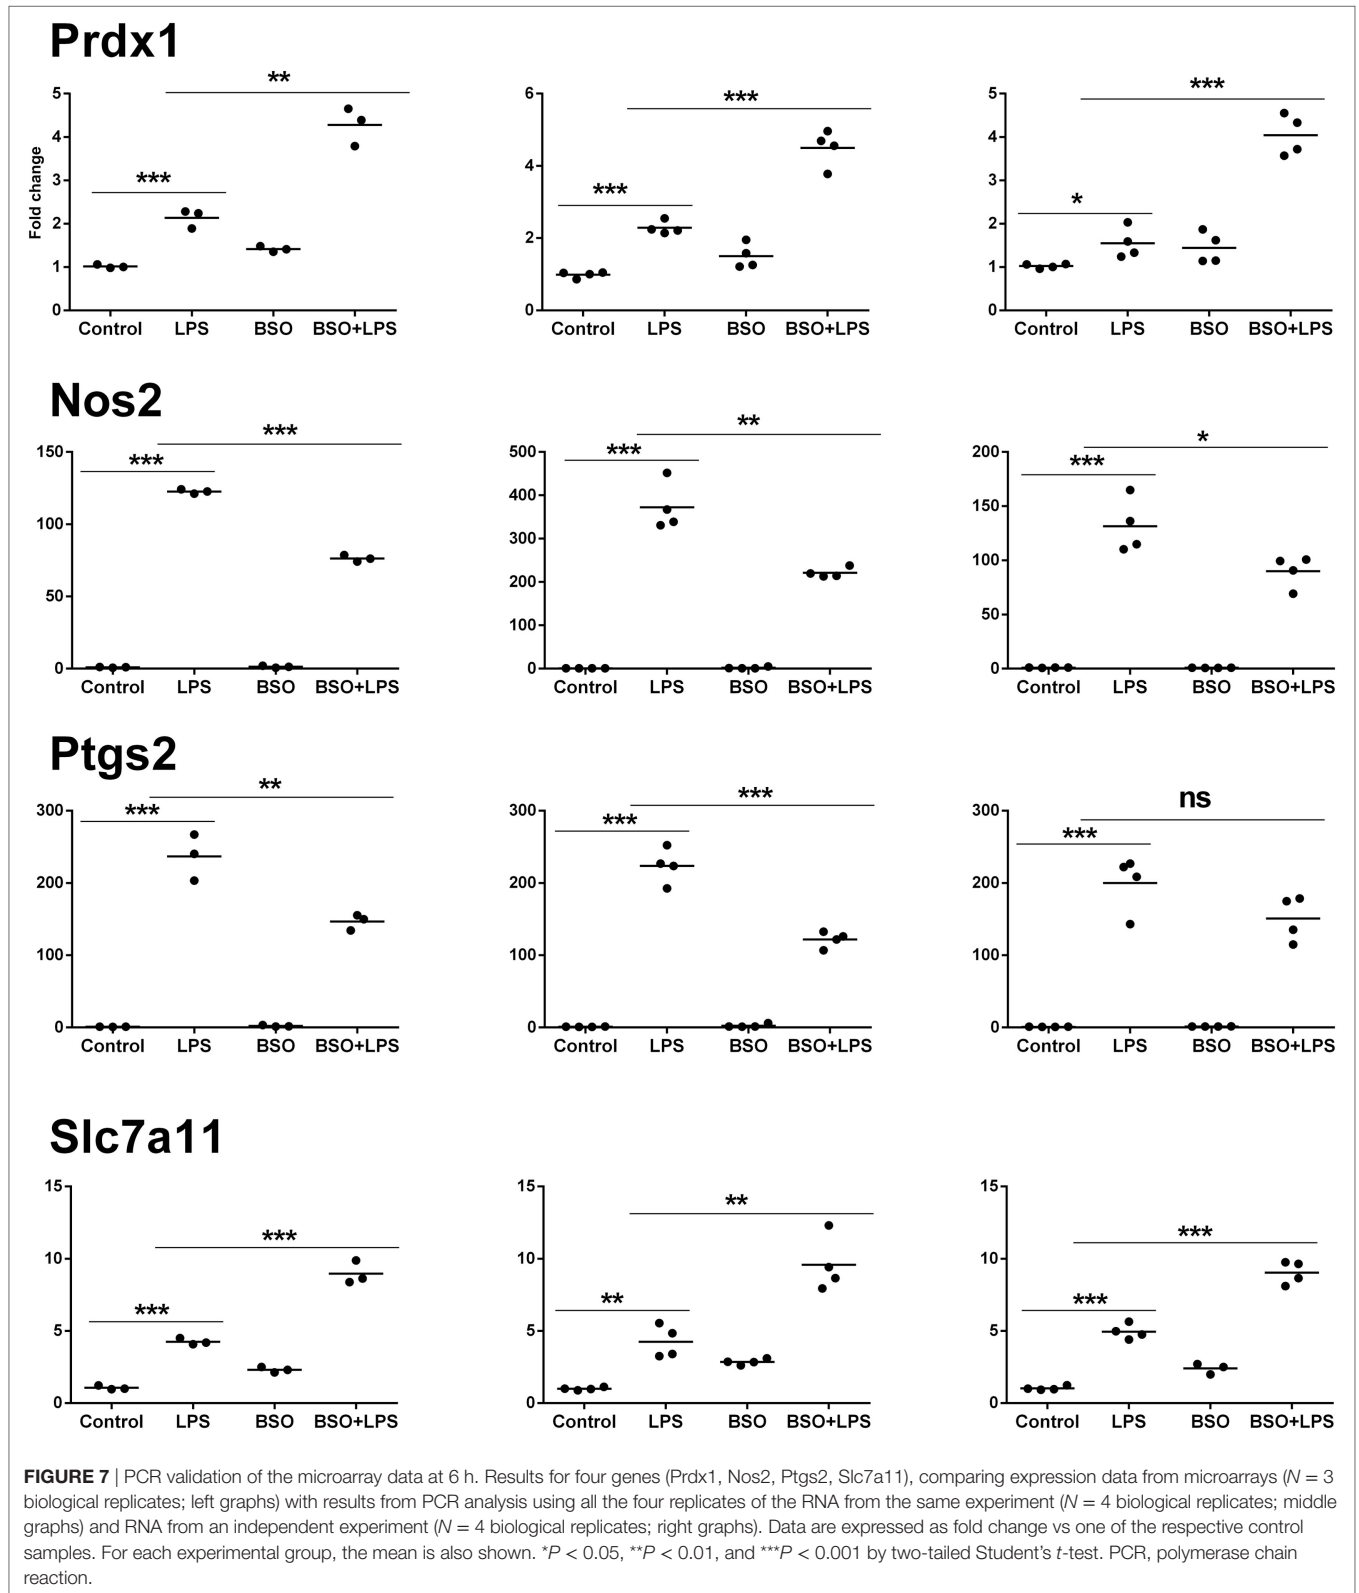 Prdx1
** *** ***
5 6 5
4 4 4
*** *** *
3 3
Fold change
2 2 2
1 1
0 0 0
Control LPS BSO BSO+LPS Control LPS BSO BSO+LPS Control LPS BSO BSO+LPS
Nos2
*** ** *
*** *** ***
150 500 200
400
100 150
300
100
50 200
100 50
0 0 0
Control LPS BSO BSO+LPS Control LPS BSO BSO+LPS Control LPS BSO BSO+LPS
Ptgs2
** *** ns
*** *** ***
300 300 300
200 200 200
100 100 100
0 0 0
Control LPS BSO BSO+LPS Control LPS BSO BSO+LPS Control LPS BSO BSO+LPS
Slc7a11
15 15 15
*** ** ***
10 10 10
*** ** ***
5 5 5
0 0 0
Control LPS BSO BSO+LPS Control LPS BSO BSO+LPS Control LPS BSO BSO+LPS
FIGURE 7 | PCR validation of the microarray data at 6 h. Results for four genes (Prdx1, Nos2, Ptgs2, Slc7a11), comparing expression data from microarrays (N = 3
biological replicates; left graphs) with results from PCR analysis using all the four replicates of the RNA from the same experiment (N = 4 biological replicates; middle
graphs) and RNA from an independent experiment (N = 4 biological replicates; right graphs). Data are expressed as fold change vs one of the respective control
samples. For each experimental group, the mean is also shown. *P < 0.05, **P < 0.01, and ***P < 0.001 by two-tailed Student’s t-test. PCR, polymerase chain
reaction.